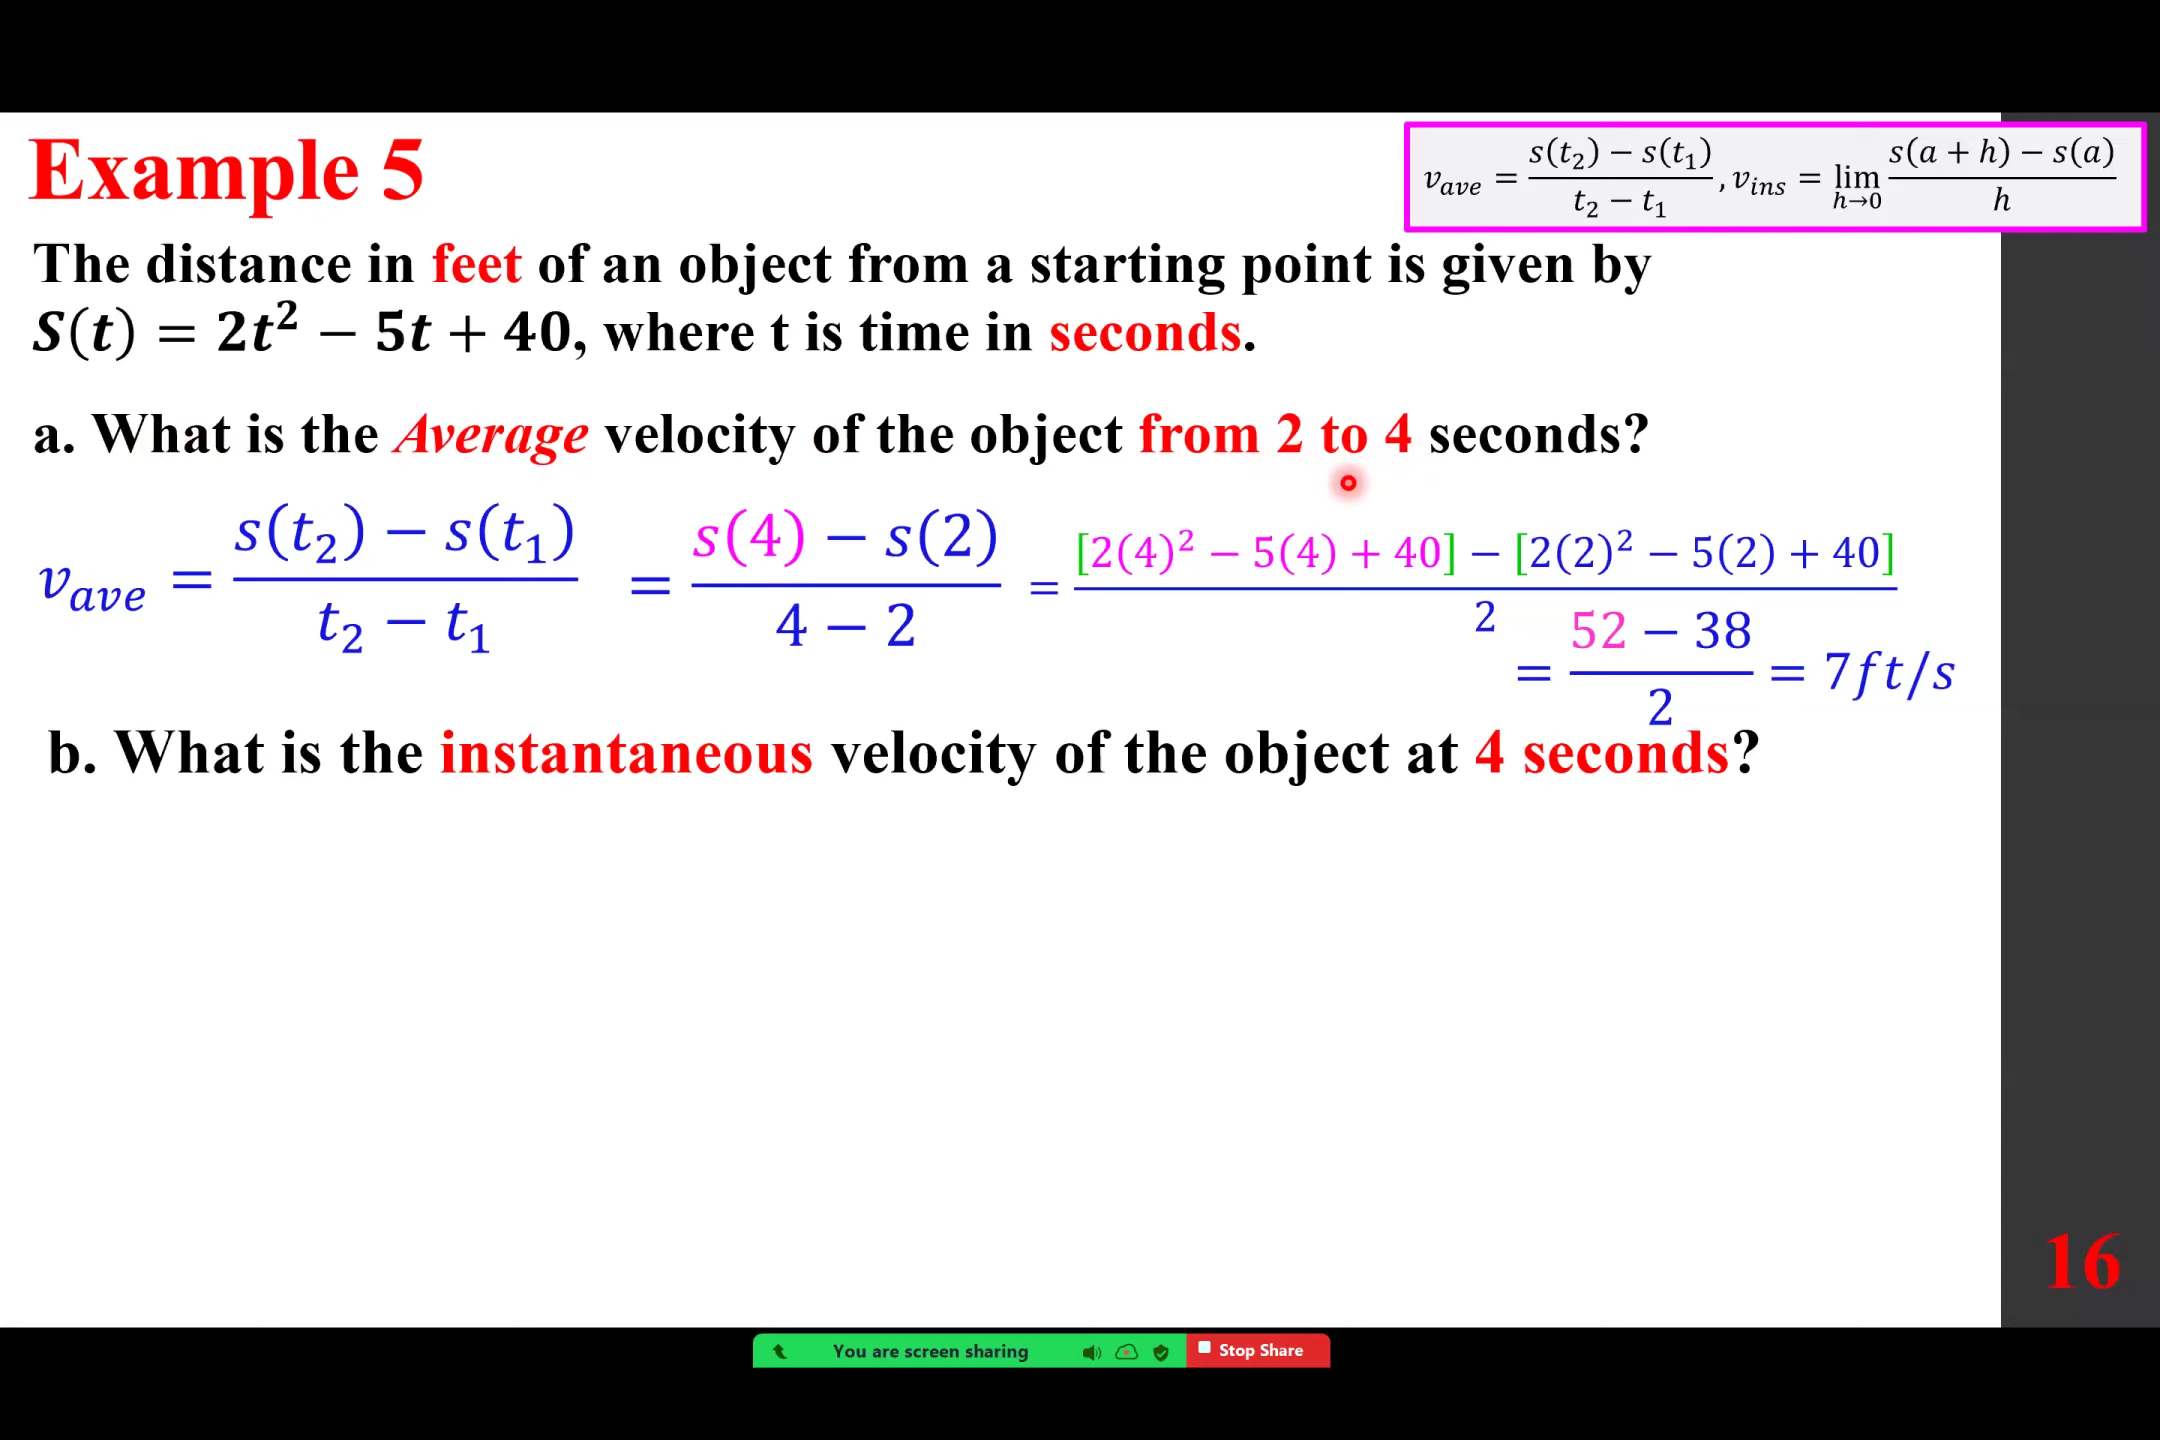 Example 5
v_ave = (s(t₂) − s(t₁))/(t₂ − t₁), v_ins = lim_{h→0} (s(a + h) − s(a))/h
The distance in feet of an object from a starting point is given by
S(t) = 2t² − 5t + 40, where t is time in seconds.
a. What is the Average velocity of the object from 2 to 4 seconds?
v_ave = (s(t₂) − s(t₁))/(t₂ − t₁) = (s(4) − s(2))/(4 − 2) = ([2(4)² − 5(4) + 40] − [2(2)² − 5(2) + 40])/2
= (52 − 38)/2 = 7ft/s
b. What is the instantaneous velocity of the object at 4 seconds?
16
You are screen sharing Stop Share